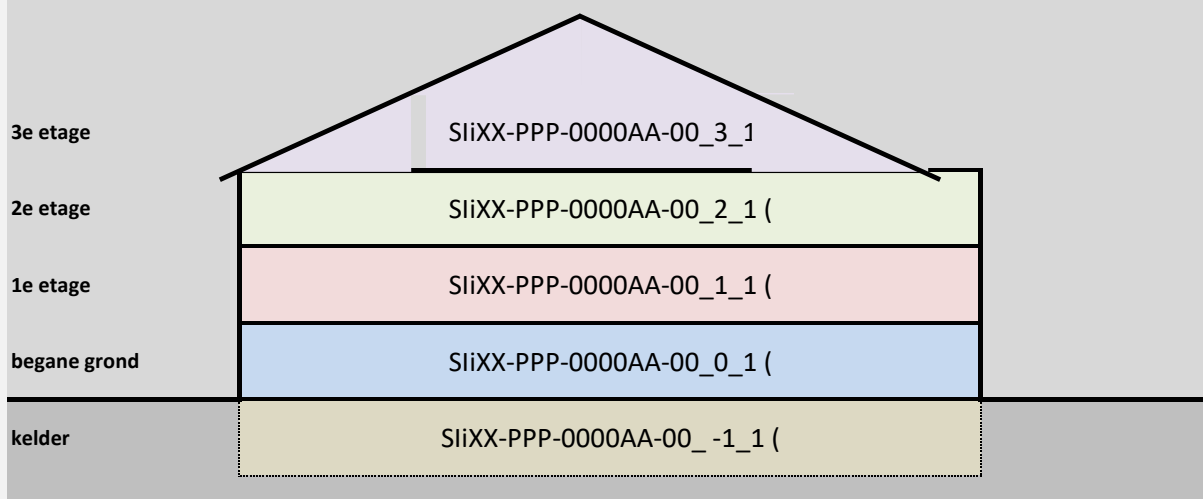 3e etage SIiXX-PPP-0000AA-00_3_1
2e etage SIiXX-PPP-0000AA-00_2_1 (
1e etage SIiXX-PPP-0000AA-00_1_1 (
begane grond SIiXX-PPP-0000AA-00_0_1 (
kelder SIiXX-PPP-0000AA-00_ -1_1 (